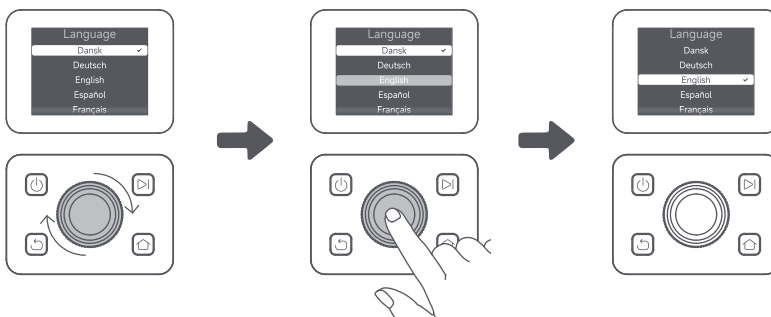 Language
Dansk
Deutsch
English
Español
Français
Language
Dansk
Deutsch
English
Español
Français
Language
Dansk
Deutsch
English
Español
Français